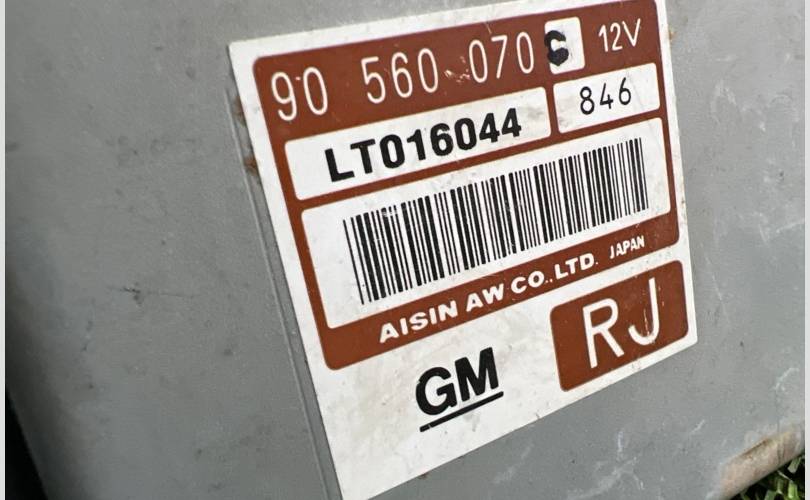 90 560 070 S 12V
LT016044 846
AISIN AW CO.,LTD. JAPAN
GM RJ